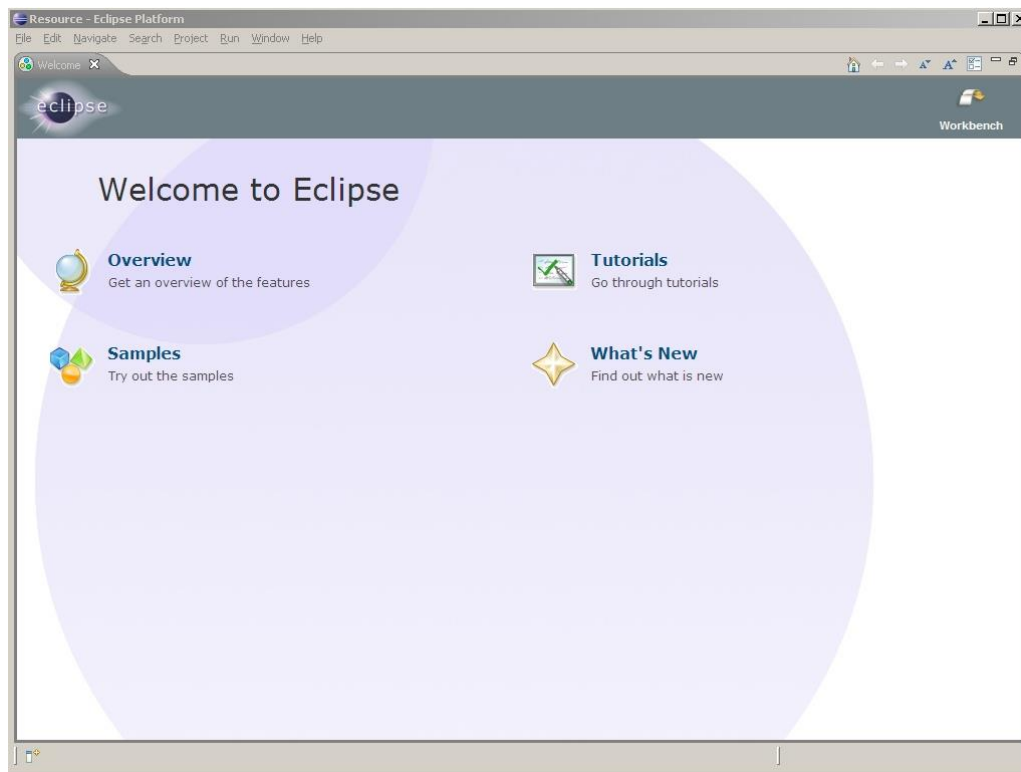 Resource - Eclipse Platform
File Edit Navigate Search Project Run Window Help
Welcome
eclipse
Workbench
Welcome to Eclipse
Overview
Get an overview of the features
Tutorials
Go through tutorials
Samples
Try out the samples
What's New
Find out what is new